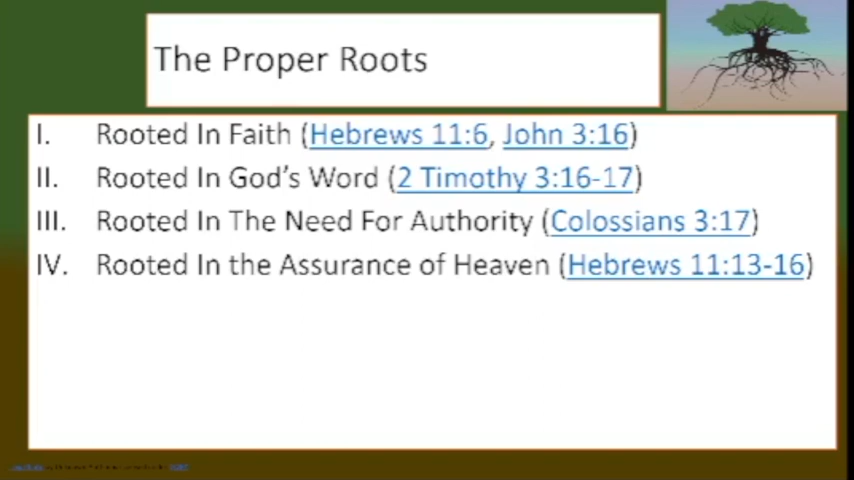 The Proper Roots
I. Rooted In Faith (Hebrews 11:6, John 3:16)
II. Rooted In God's Word (2 Timothy 3:16-17)
III. Rooted In The Need For Authority (Colossians 3:17)
IV. Rooted In the Assurance of Heaven (Hebrews 11:13-16)